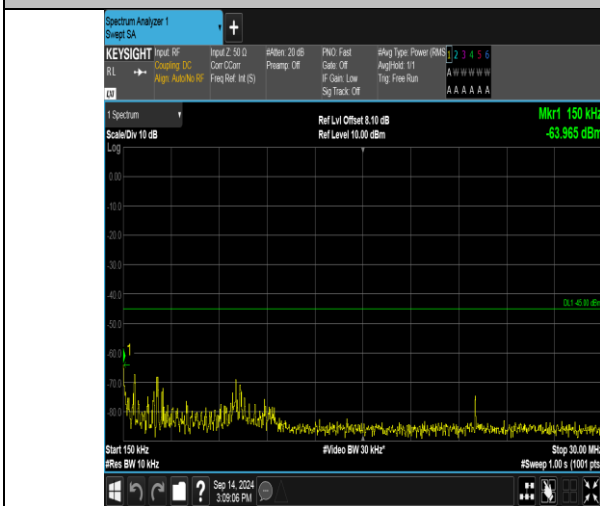 Spectrum Analyzer 1
Swept SA
+
KEYSIGHT Input: RF Input Z: 50 Ω #Atten: 20 dB PNO: Fast #Avg Type: Power (RMS 1 2 3 4 5 6
RL Coupling: DC Corr CCorr Preamp: Off Gate: Off Avg|Hold: 1/1 A W W W W W
Align: Auto/No RF Freq Ref: Int (S) IF Gain: Low Trig: Free Run
Sig Track: Off A A A A A A
LXI
1 Spectrum Ref Lvl Offset 8.10 dB Mkr1 150 kHz
Scale/Div 10 dB Ref Level 10.00 dBm -63.965 dBm
Log
0.00
-10.0
-20.0
-30.0
-40.0
DL1 -45.00 dBm
-50.0
-60.0
1
-70.0
-80.0
Start 150 kHz #Video BW 30 kHz* Stop 30.00 MHz
#Res BW 10 kHz #Sweep 1.00 s (1001 pts
? Sep 14, 2024
3:09:06 PM